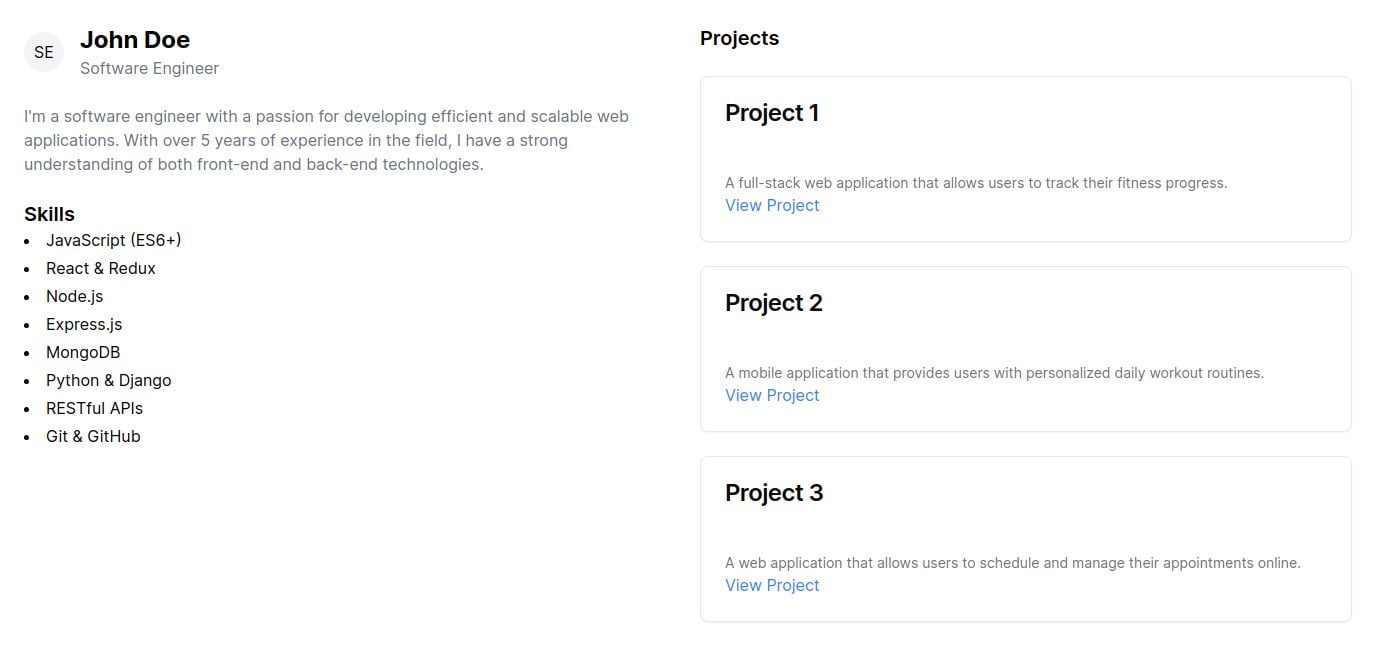 SE
John Doe
Software Engineer
I'm a software engineer with a passion for developing efficient and scalable web
applications. With over 5 years of experience in the field, I have a strong
understanding of both front-end and back-end technologies.
Skills
JavaScript (ES6+)
React & Redux
Node.js
Express.js
MongoDB
Python & Django
RESTful APIs
Git & GitHub
Projects
Project 1
A full-stack web application that allows users to track their fitness progress.
View Project
Project 2
A mobile application that provides users with personalized daily workout routines.
View Project
Project 3
A web application that allows users to schedule and manage their appointments online.
View Project